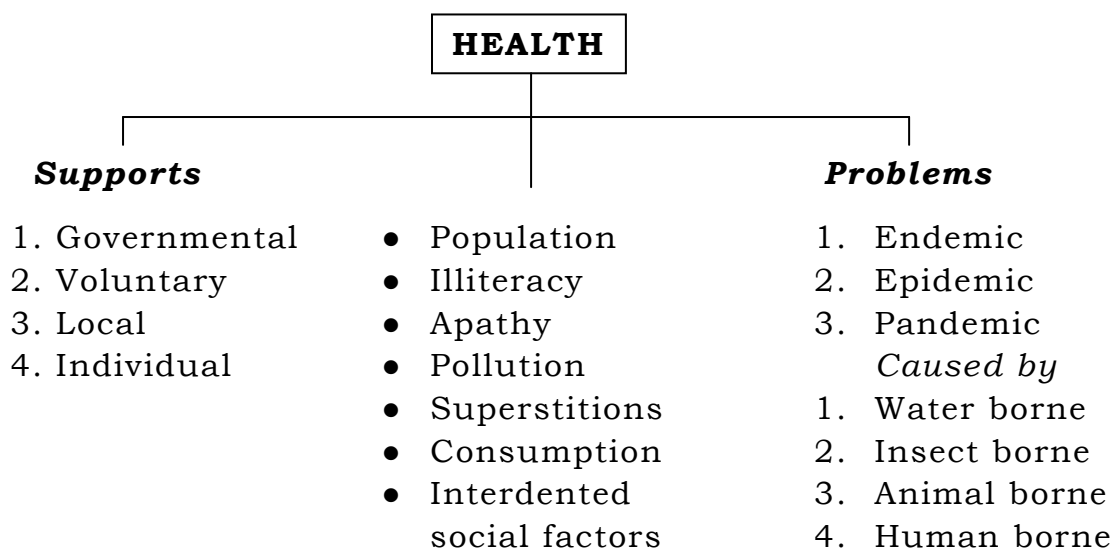 HEALTH
Supports
1. Governmental
2. Voluntary
3. Local
4. Individual
● Population
● Illiteracy
● Apathy
● Pollution
● Superstitions
● Consumption
● Interdented
social factors
Problems
1. Endemic
2. Epidemic
3. Pandemic
Caused by
1. Water borne
2. Insect borne
3. Animal borne
4. Human borne